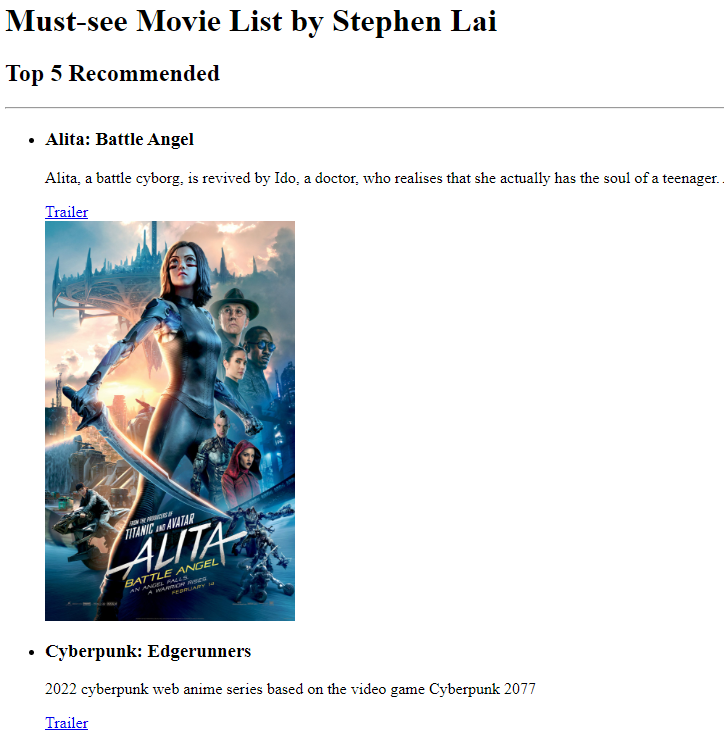 Must-see Movie List by Stephen Lai
Top 5 Recommended
Alita: Battle Angel
Alita, a battle cyborg, is revived by Ido, a doctor, who realises that she actually has the soul of a teenager. .
Trailer
FROM THE PRODUCERS OF
TITANIC AND AVATAR
ALITA
BATTLE ANGEL
AN ANGEL FALLS
A WARRIOR RISES
FEBRUARY 14
Cyberpunk: Edgerunners
2022 cyberpunk web anime series based on the video game Cyberpunk 2077
Trailer